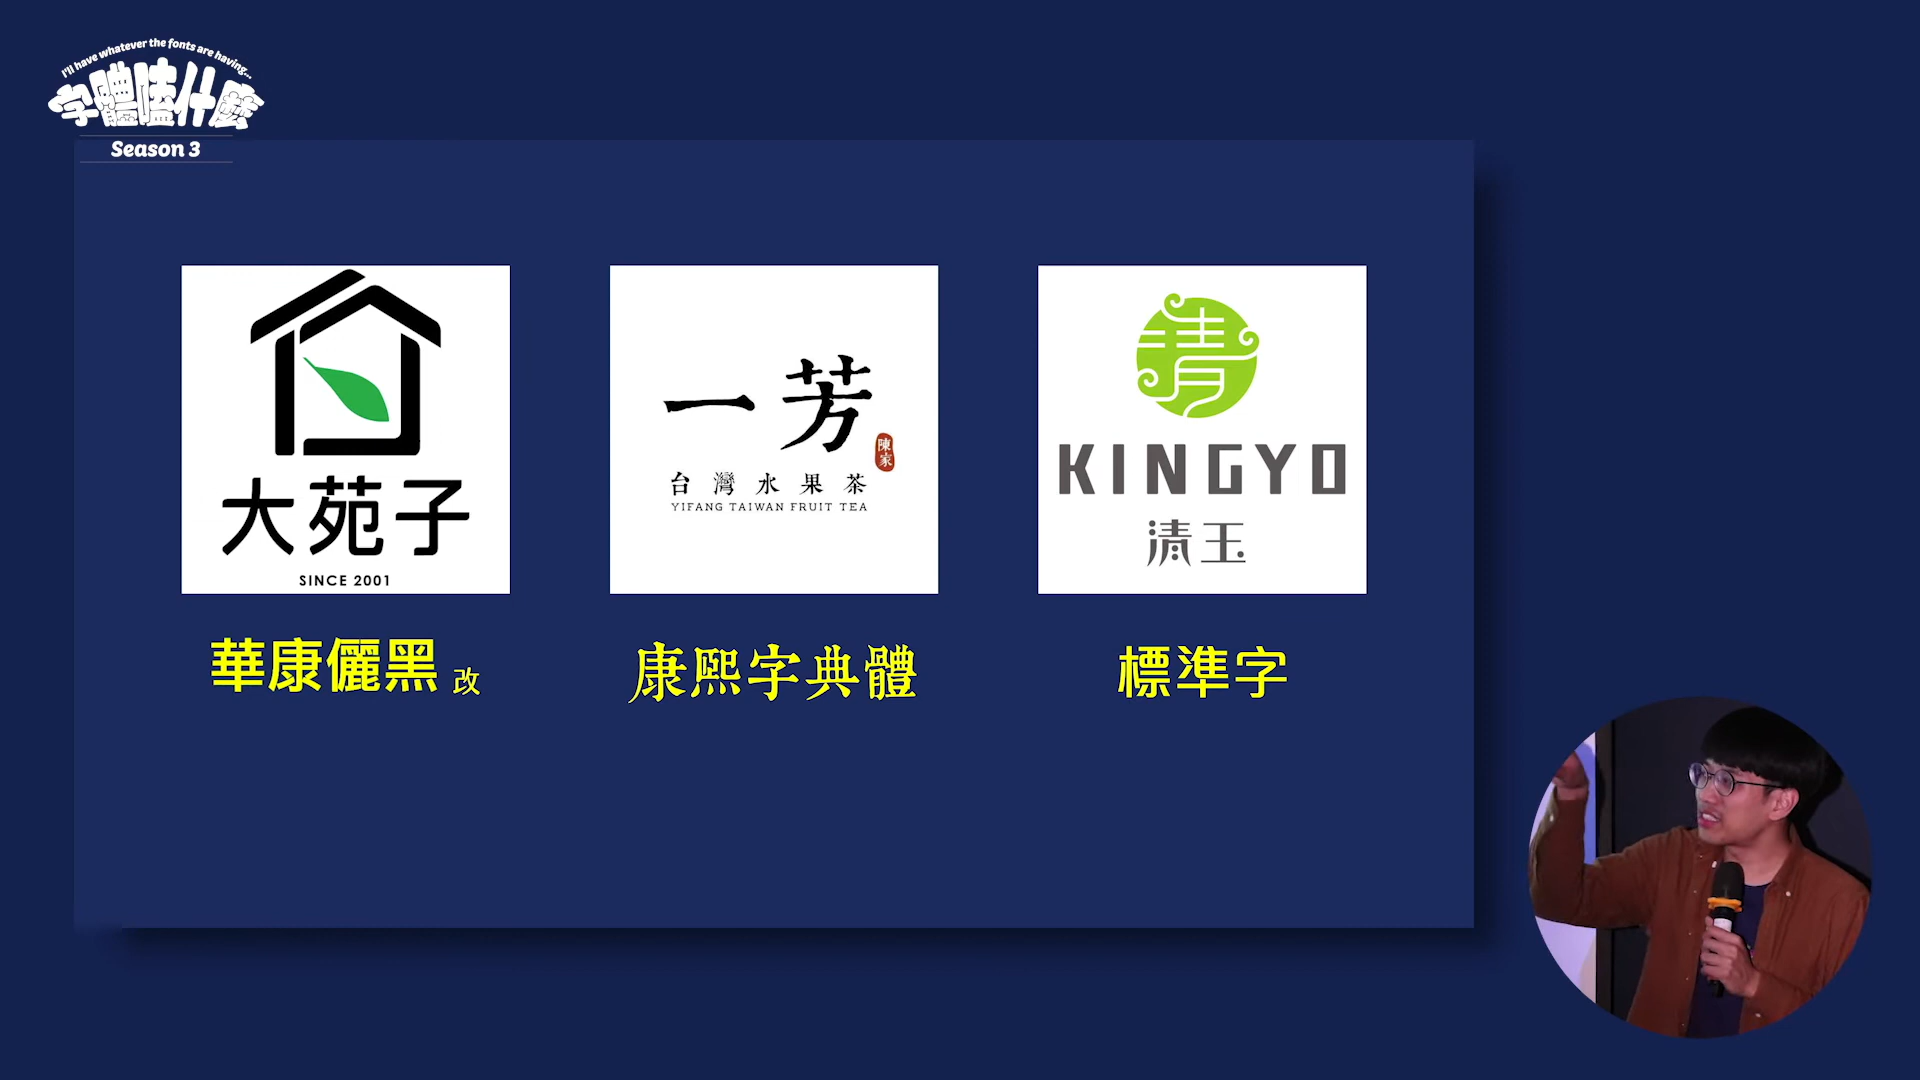 I'll have whatever the fonts are having...
字體嗑什麼
Season 3
大苑子
SINCE 2001
一芳
陳家
台灣水果茶
YIFANG TAIWAN FRUIT TEA
清
KINGYO
清玉
華康儷黑 改
康熙字典體
標準字